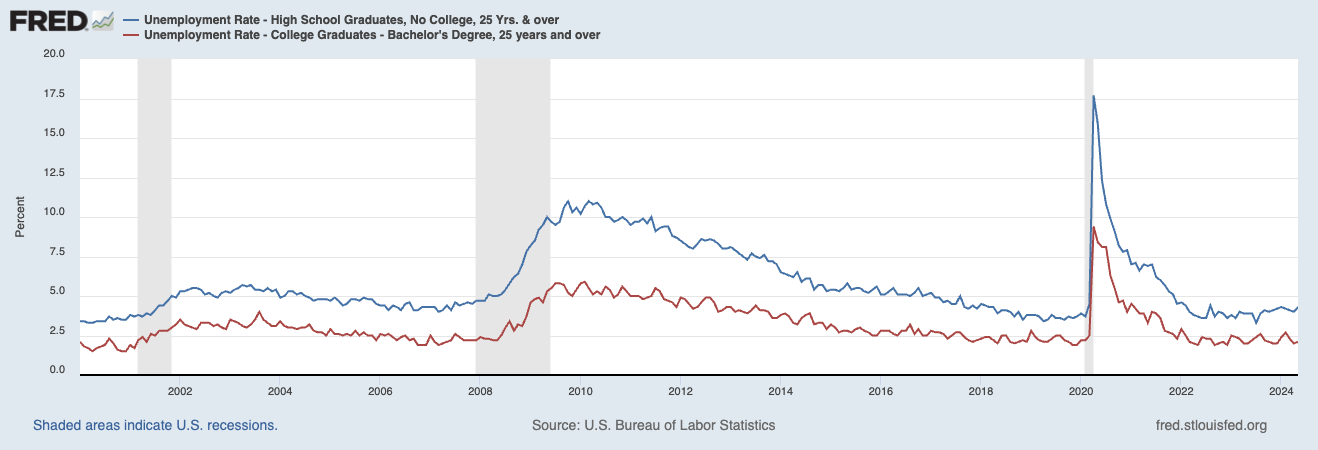 FRED
Unemployment Rate - High School Graduates, No College, 25 Yrs. & over
Unemployment Rate - College Graduates - Bachelor's Degree, 25 years and over
20.0
17.5
15.0
12.5
10.0
7.5
5.0
2.5
0.0
Percent
2002 2004 2006 2008 2010 2012 2014 2016 2018 2020 2022 2024
Shaded areas indicate U.S. recessions. Source: U.S. Bureau of Labor Statistics fred.stlouisfed.org